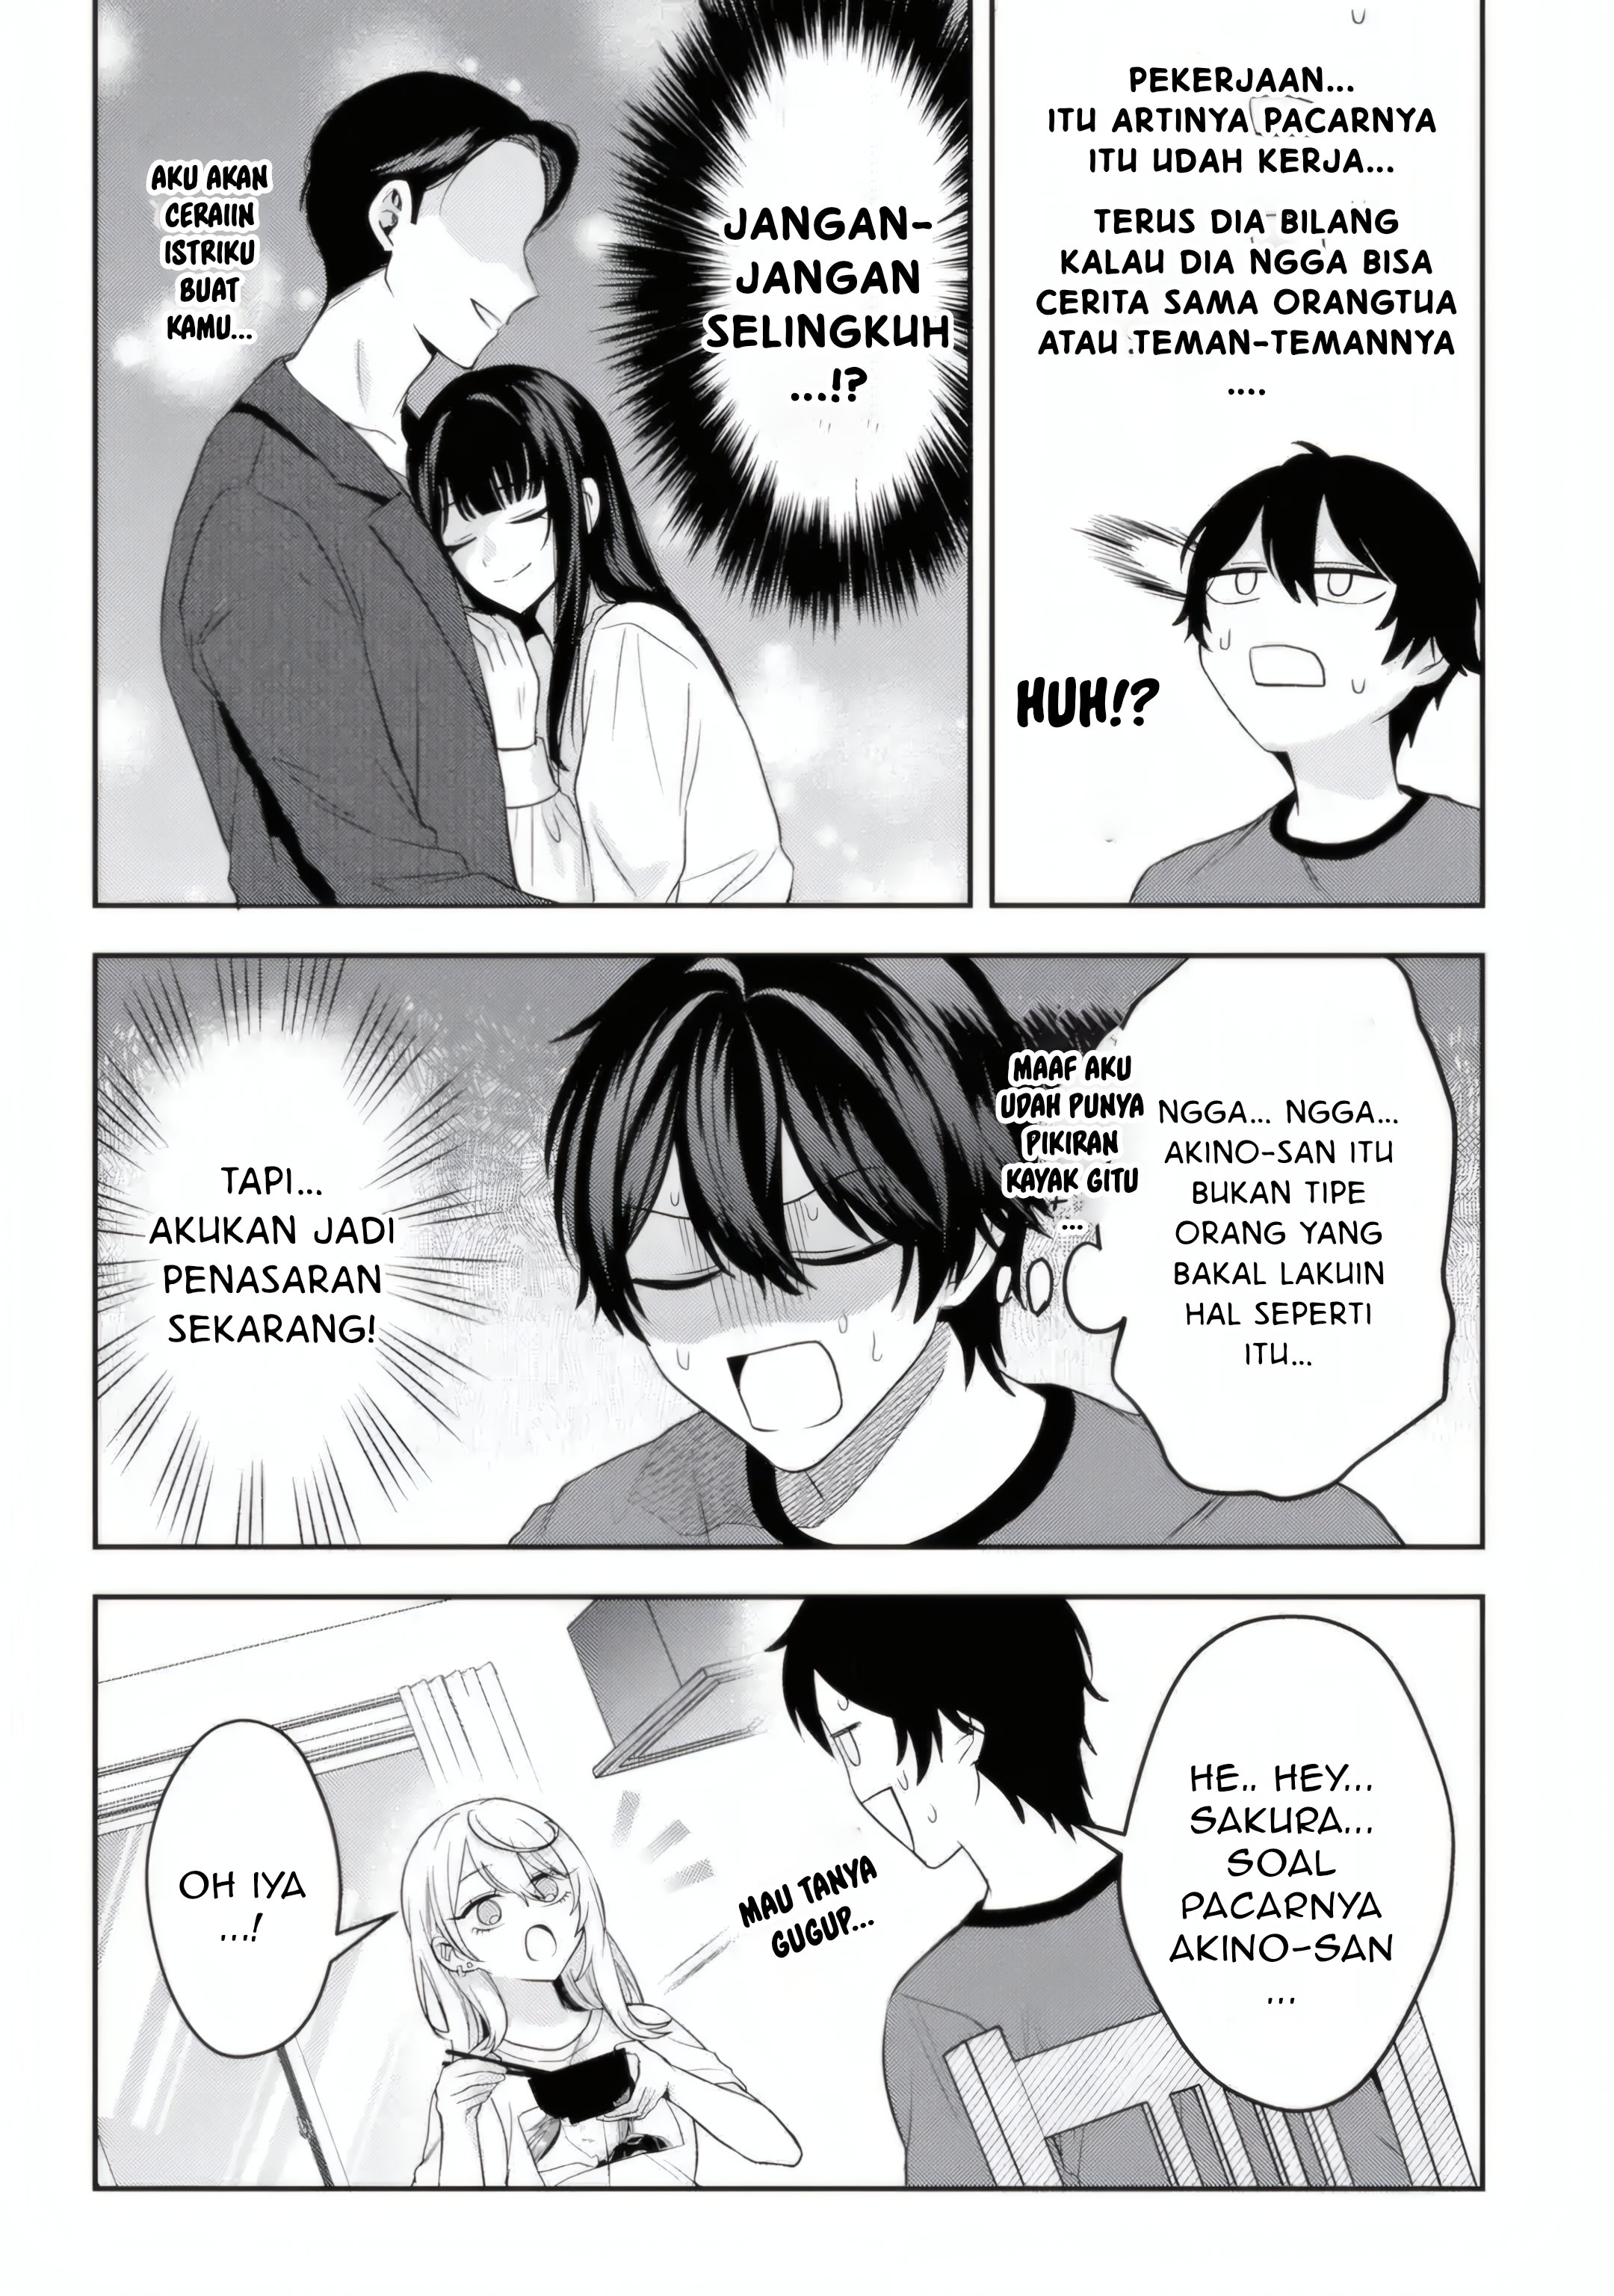 PEKERJAAN...
ITU ARTINYA PACARNYA
ITU UDAH KERJA...
TERUS DIA BILANG
KALAU DIA NGGA BISA
CERITA SAMA ORANGTUA
ATAU TEMAN-TEMANNYA
....
HUH!?
JANGAN-
JANGAN
SELINGKUH
...!?
AKU AKAN
CERAIIN
ISTRIKU
BUAT
KAMU...
NGGA... NGGA...
AKINO-SAN ITU
BUKAN TIPE
ORANG YANG
BAKAL LAKUIN
HAL SEPERTI
ITU...
MAAF AKU
UDAH PUNYA
PIKIRAN
KAYAK GITU
...
TAPI...
AKUKAN JADI
PENASARAN
SEKARANG!
HE.. HEY...
SAKURA...
SOAL
PACARNYA
AKINO-SAN
...
MAU TANYA
GUGUP...
OH IYA
...!